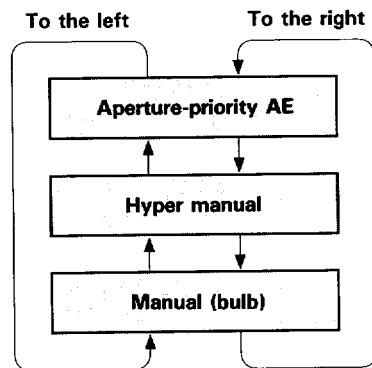 To the left
To the right
Aperture-priority AE
Hyper manual
Manual (bulb)